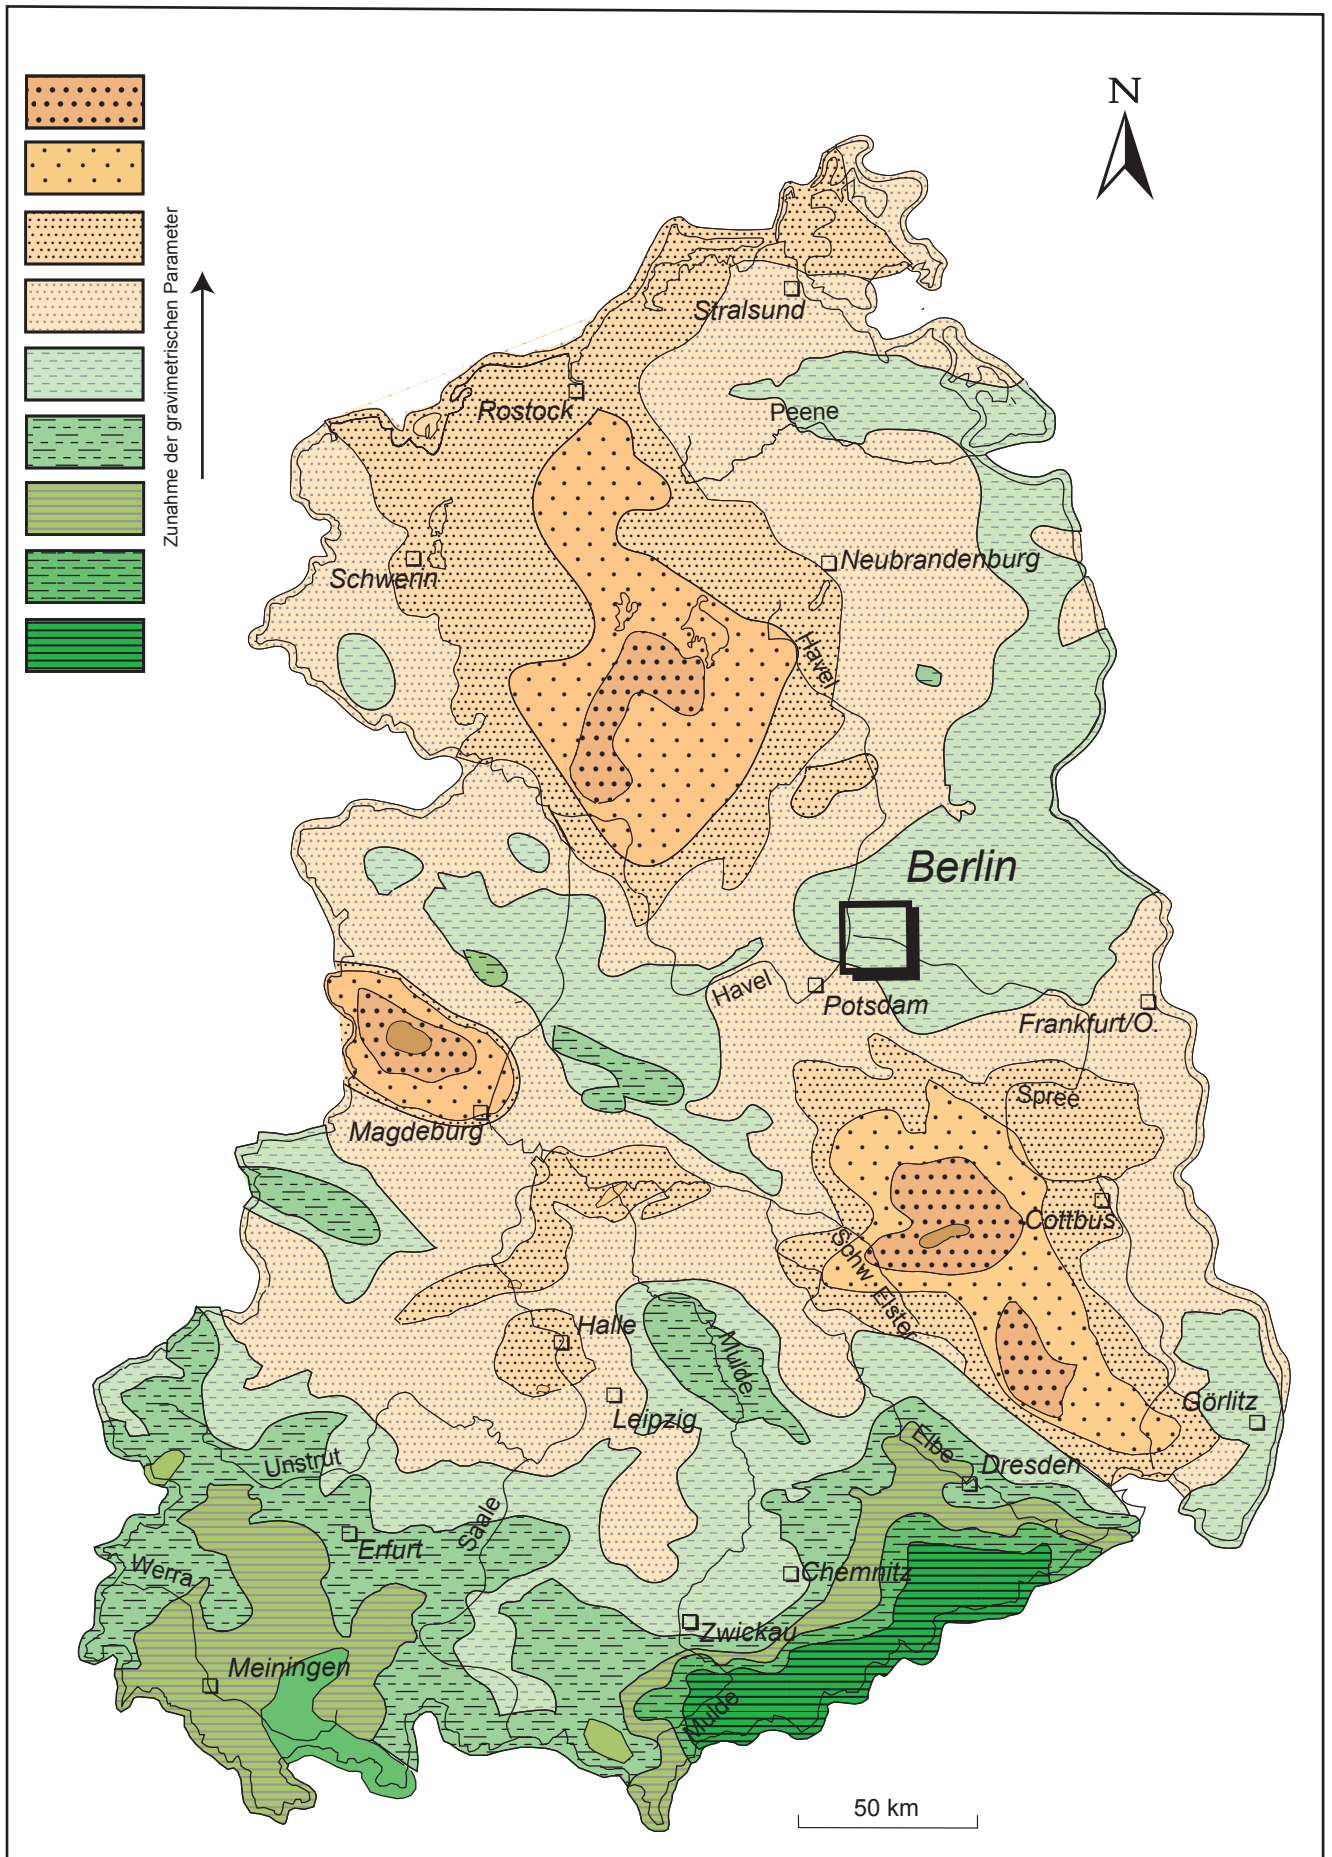 N
Zunahme der gravimetrischen Parameter
Stralsund
Rostock
Peene
Neubrandenburg
Schwerin
Havel
Berlin
Havel
Potsdam
Frankfurt/O.
Spree
Magdeburg
Cottbus
Schw. Elster
Halle
Mulde
Leipzig
Görlitz
Elbe
Dresden
Unstrut
Saale
Erfurt
Werra
Chemnitz
Zwickau
Meiningen
Mulde
50 km